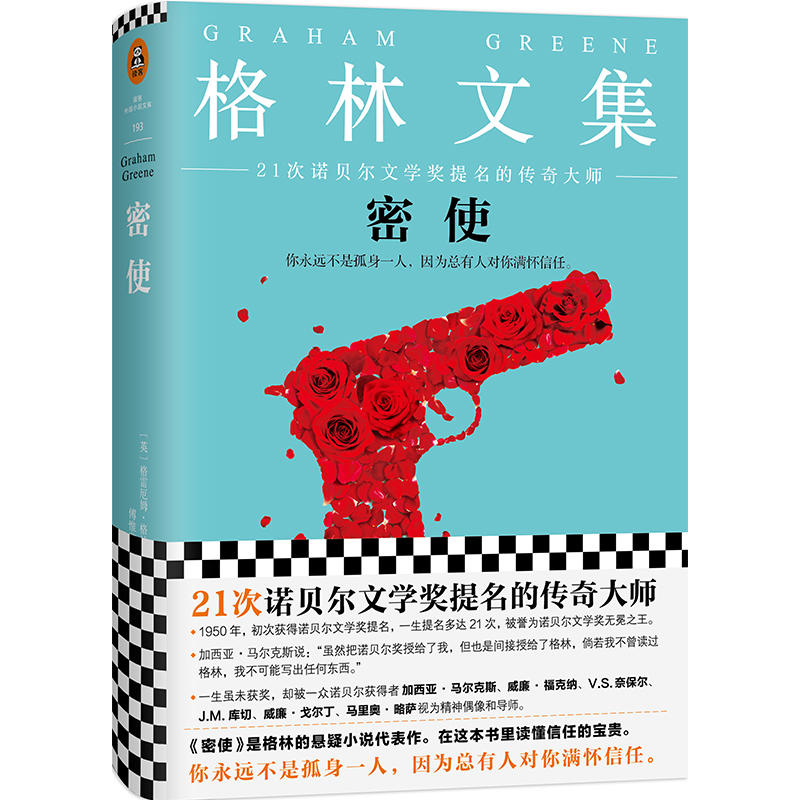 GRAHAM GREENE
格林文集
21次诺贝尔文学奖提名的传奇大师
密使
你永远不是孤身一人，因为总有人对你满怀信任。
读客
193
Graham
Greene
密使
［英］格雷厄姆·格
21次诺贝尔文学奖提名的传奇大师
·1950年，初次获得诺贝尔文学奖提名，一生提名多达21次，被誉为诺贝尔文学奖无冕之王。
·加西亚·马尔克斯说：“虽然把诺贝尔奖授给了我，但也是间接授给了格林，倘若我不曾读过
格林，我不可能写出任何东西。”
·一生虽未获奖，却被一众诺贝尔获得者加西亚·马尔克斯、威廉·福克纳、V.S.奈保尔、
J.M.库切、威廉·戈尔丁、马里奥·略萨视为精神偶像和导师。
《密使》是格林的悬疑小说代表作。在这本书里读懂信任的宝贵。
你永远不是孤身一人，因为总有人对你满怀信任。